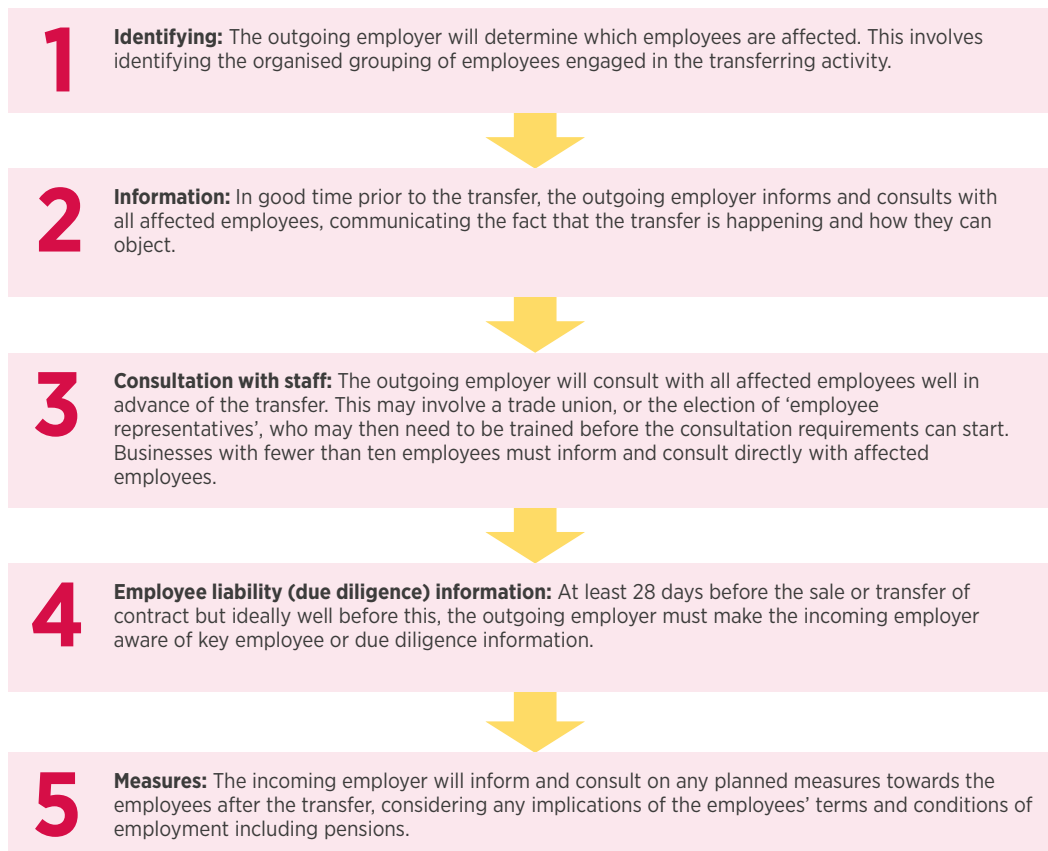 1
Identifying: The outgoing employer will determine which employees are affected. This involves
identifying the organised grouping of employees engaged in the transferring activity.
2
Information: In good time prior to the transfer, the outgoing employer informs and consults with
all affected employees, communicating the fact that the transfer is happening and how they can
object.
3
Consultation with staff: The outgoing employer will consult with all affected employees well in
advance of the transfer. This may involve a trade union, or the election of ‘employee
representatives’, who may then need to be trained before the consultation requirements can start.
Businesses with fewer than ten employees must inform and consult directly with affected
employees.
4
Employee liability (due diligence) information: At least 28 days before the sale or transfer of
contract but ideally well before this, the outgoing employer must make the incoming employer
aware of key employee or due diligence information.
5
Measures: The incoming employer will inform and consult on any planned measures towards the
employees after the transfer, considering any implications of the employees’ terms and conditions of
employment including pensions.